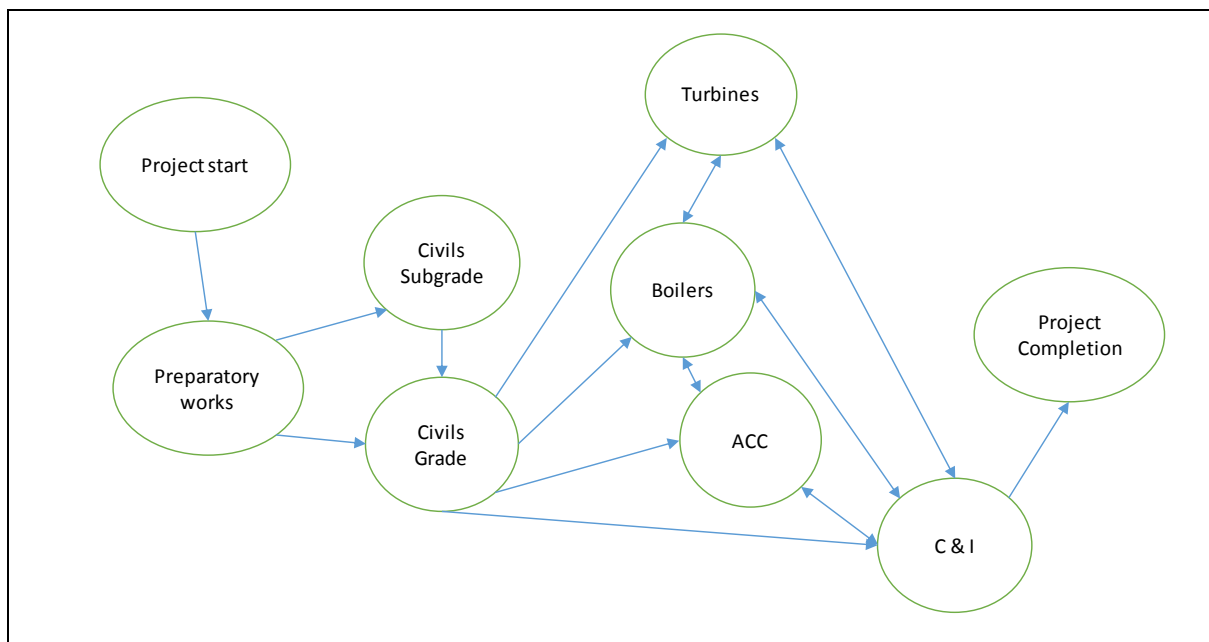 Turbines
Project start
Civils
Subgrade
Boilers
Project
Completion
Preparatory
works
Civils
Grade
ACC
C & I